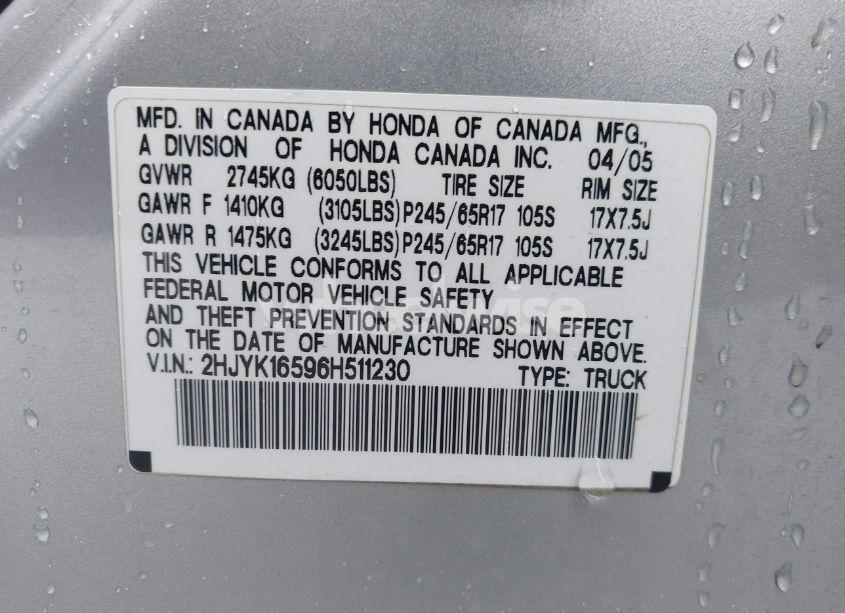 MFD. IN CANADA BY HONDA OF CANADA MFG.,
A DIVISION OF HONDA CANADA INC. 04/05
GVWR 2745KG (6050LBS) TIRE SIZE RIM SIZE
GAWR F 1410KG (3105LBS) P245/65R17 105S 17X7.5J
GAWR R 1475KG (3245LBS) P245/65R17 105S 17X7.5J
THIS VEHICLE CONFORMS TO ALL APPLICABLE
FEDERAL MOTOR VEHICLE SAFETY
AND THEFT PREVENTION STANDARDS IN EFFECT
ON THE DATE OF MANUFACTURE SHOWN ABOVE.
V.I.N.: 2HJYK16596H511230 TYPE: TRUCK